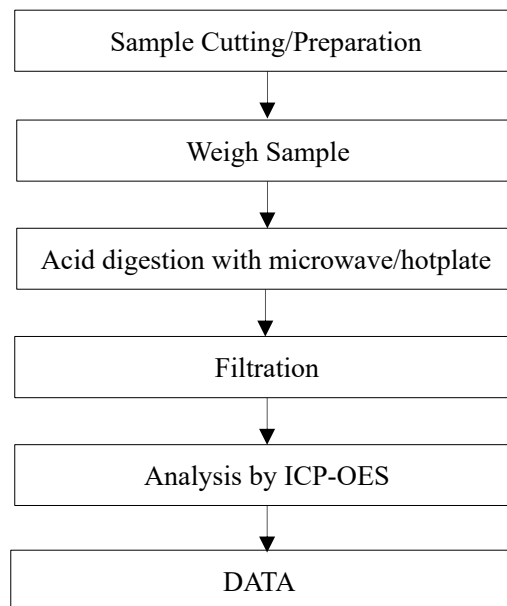 Sample Cutting/Preparation
Weigh Sample
Acid digestion with microwave/hotplate
Filtration
Analysis by ICP-OES
DATA